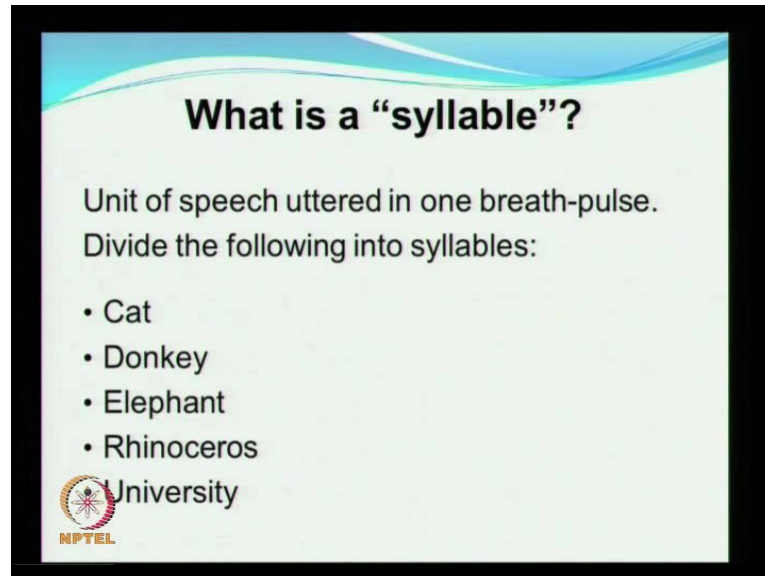 What is a “syllable”?
Unit of speech uttered in one breath-pulse.
Divide the following into syllables:
• Cat
• Donkey
• Elephant
• Rhinoceros
University
NPTEL